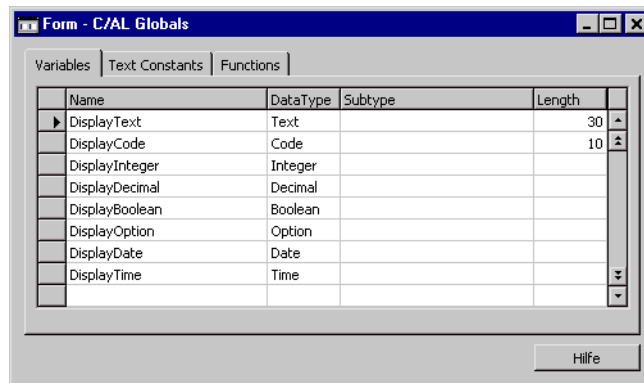 Form - C/AL Globals
Variables Text Constants Functions
Name DataType Subtype Length
DisplayText Text 30
DisplayCode Code 10
DisplayInteger Integer
DisplayDecimal Decimal
DisplayBoolean Boolean
DisplayOption Option
DisplayDate Date
DisplayTime Time
Hilfe